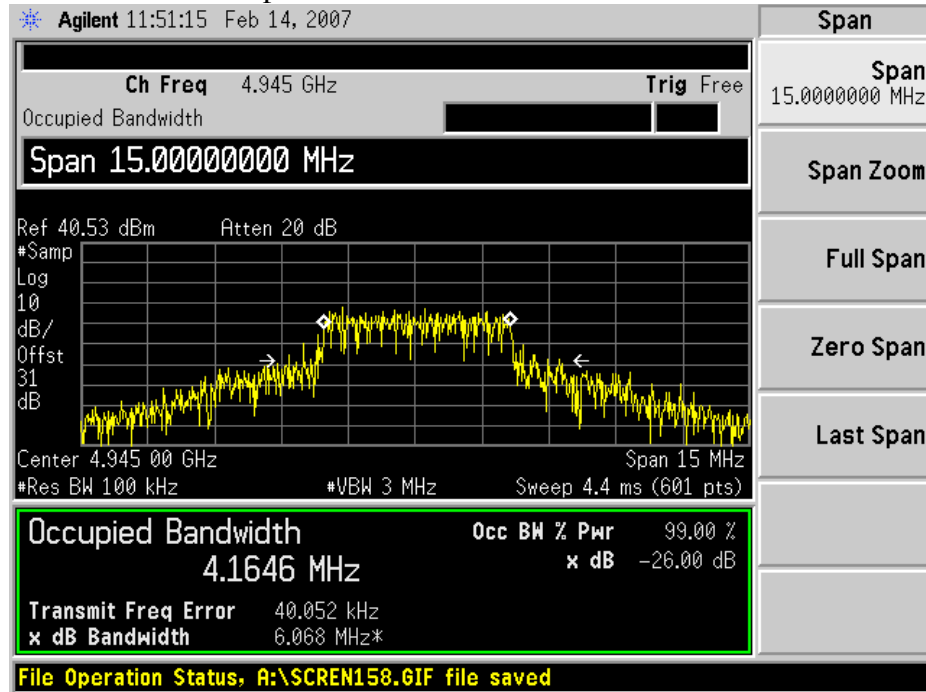 Agilent 11:51:15 Feb 14, 2007
Span
Ch Freq 4.945 GHz Trig Free
Occupied Bandwidth
Span 15.00000000 MHz
Ref 40.53 dBm Atten 20 dB
#Samp
Log
10
dB/
Offst
31
dB
Center 4.945 00 GHz Span 15 MHz
#Res BW 100 kHz #VBW 3 MHz Sweep 4.4 ms (601 pts)
Occupied Bandwidth
4.1646 MHz
Occ BW % Pwr 99.00 %
x dB -26.00 dB
Transmit Freq Error 40.052 kHz
x dB Bandwidth 6.068 MHz*
File Operation Status, A:\SCREN158.GIF file saved
Span
15.0000000 MHz
Span Zoom
Full Span
Zero Span
Last Span